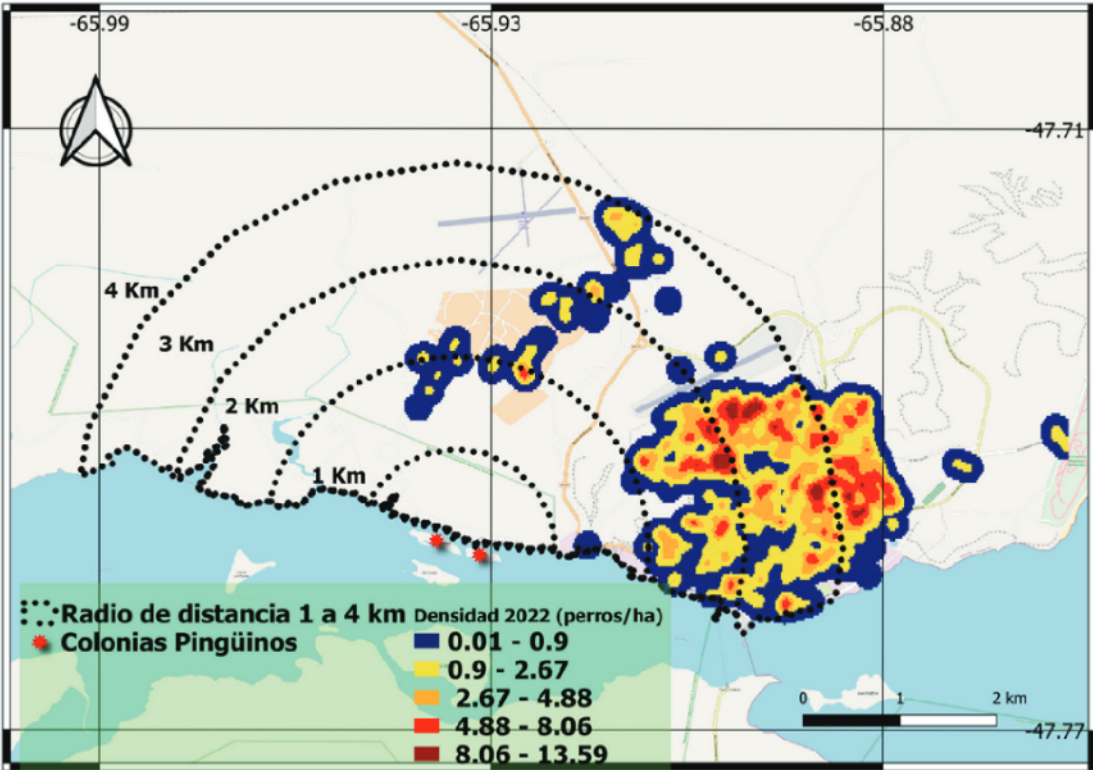 -65.99
-65.93
-65.88
-47.71
4 Km
3 Km
2 Km
1 Km
Radio de distancia 1 a 4 km
Colonias Pingüinos
Densidad 2022 (perros/ha)
0.01 - 0.9
0.9 - 2.67
2.67 - 4.88
4.88 - 8.06
8.06 - 13.59
0 1 2 km
-47.77